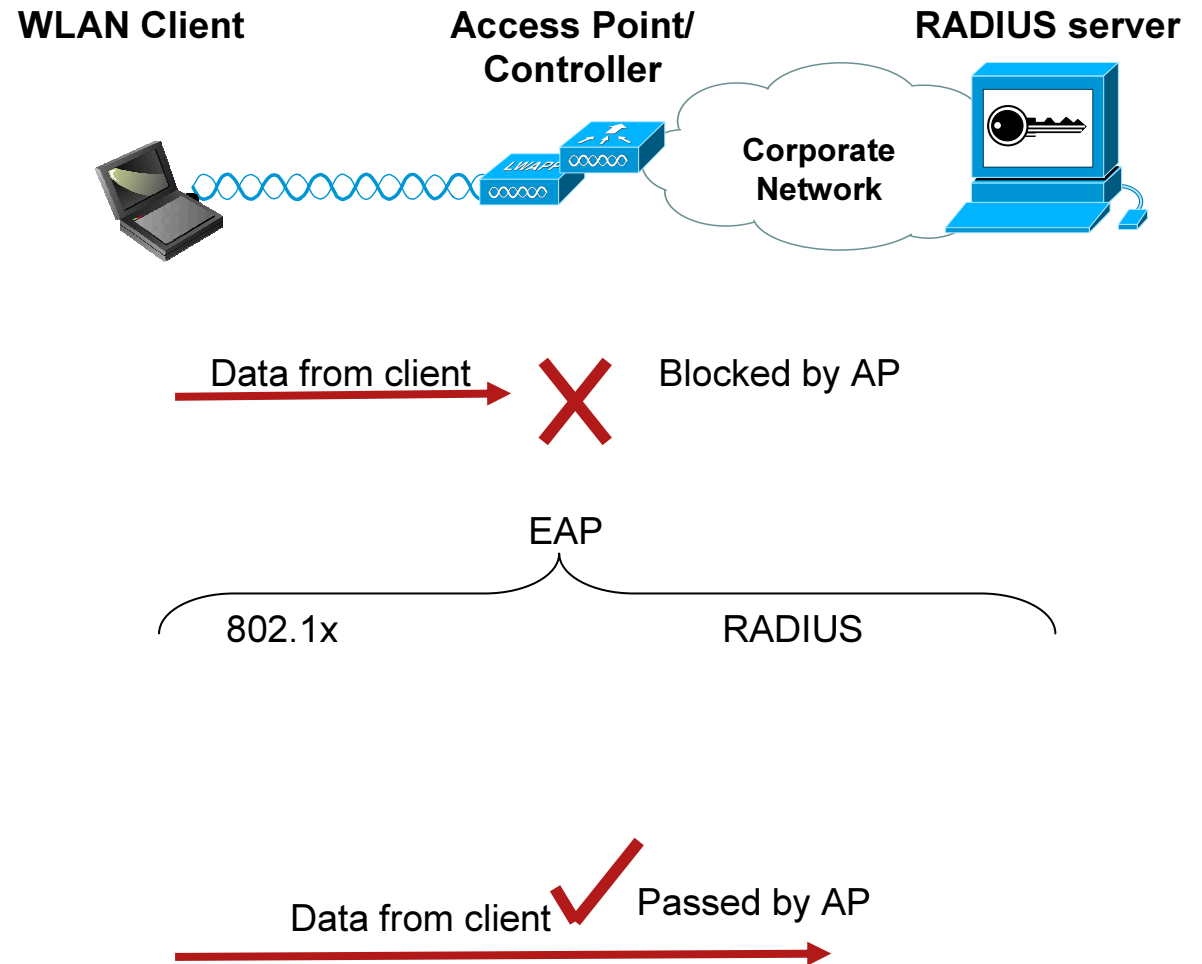 WLAN Client
Access Point/
Controller
RADIUS server
LWAPP
Corporate
Network
Data from client
Blocked by AP
EAP
802.1x
RADIUS
Data from client
Passed by AP